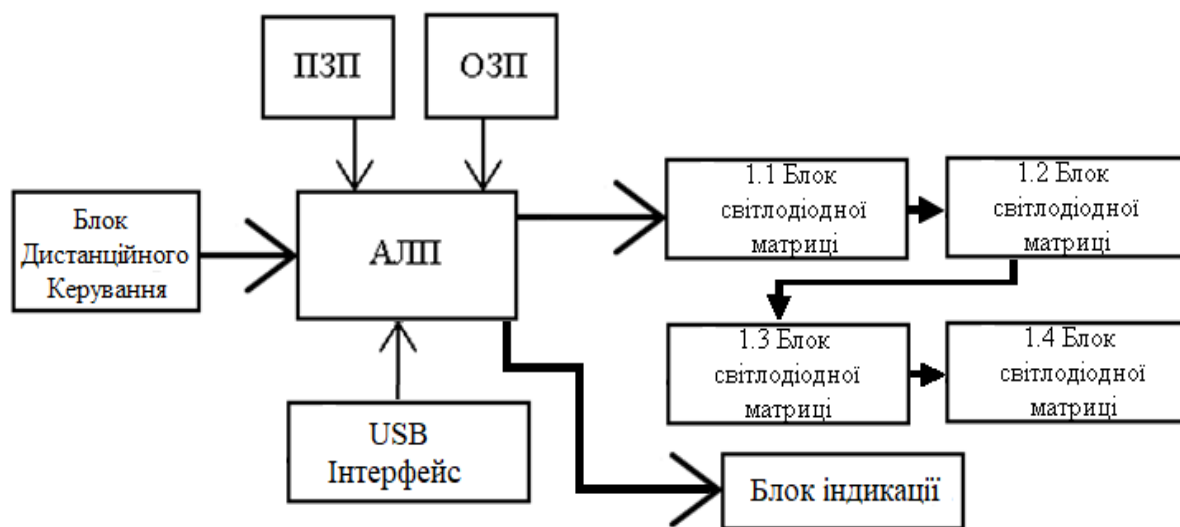 ПЗП
ОЗП
Блок
Дистанційного
Керування
АЛП
1.1 Блок
світлодіодної
матриці
1.2 Блок
світлодіодної
матриці
1.3 Блок
світлодіодної
матриці
1.4 Блок
світлодіодної
матриці
USB
Інтерфейс
Блок індикації